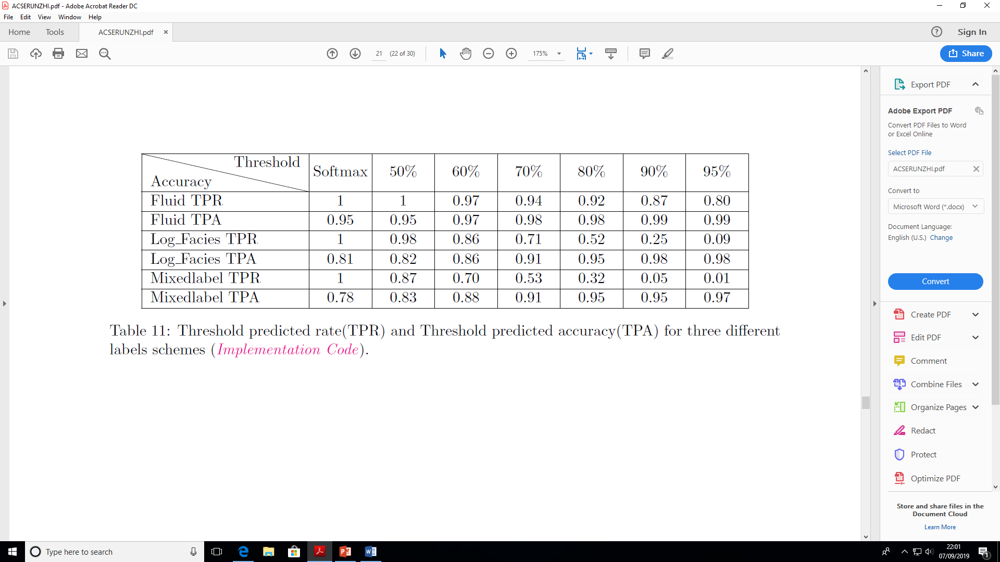 ACSERUNZHI.pdf - Adobe Acrobat Reader DC
File Edit View Window Help
Home Tools ACSERUNZHI.pdf Sign In
21 (22 of 30) 175% Share
Threshold
Accuracy
Softmax 50% 60% 70% 80% 90% 95%
Fluid TPR 1 1 0.97 0.94 0.92 0.87 0.80
Fluid TPA 0.95 0.95 0.97 0.98 0.98 0.99 0.99
Log_Facies TPR 1 0.98 0.86 0.71 0.52 0.25 0.09
Log_Facies TPA 0.81 0.82 0.86 0.91 0.95 0.98 0.98
Mixedlabel TPR 1 0.87 0.70 0.53 0.32 0.05 0.01
Mixedlabel TPA 0.78 0.83 0.88 0.91 0.95 0.95 0.97
Table 11: Threshold predicted rate(TPR) and Threshold predicted accuracy(TPA) for three different
labels schemes (Implementation Code).
Export PDF
Adobe Export PDF
Convert PDF Files to Word
or Excel Online
Select PDF File
ACSERUNZHI.pdf
Convert to
Microsoft Word (*.docx)
Document Language:
English (U.S.) Change
Convert
Create PDF
Edit PDF
Comment
Combine Files
Organize Pages
Redact
Protect
Optimize PDF
Store and share files in the
Document Cloud
Learn More
Type here to search
22:01
07/09/2019
1